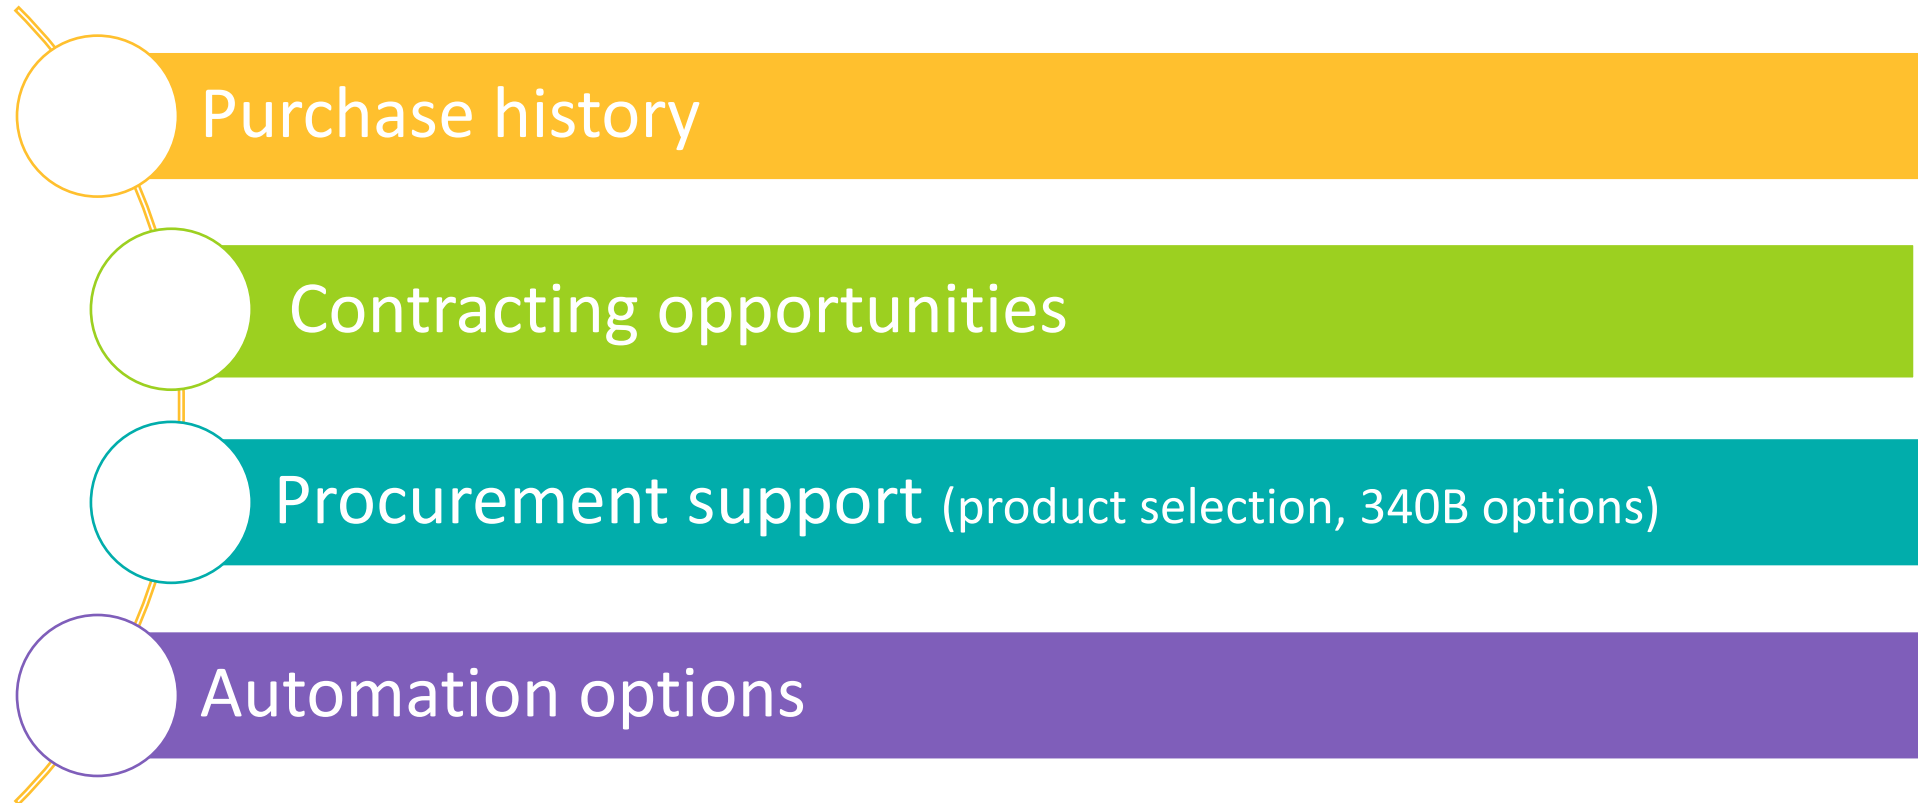 Purchase history
Contracting opportunities
Procurement support (product selection, 340B options)
Automation options